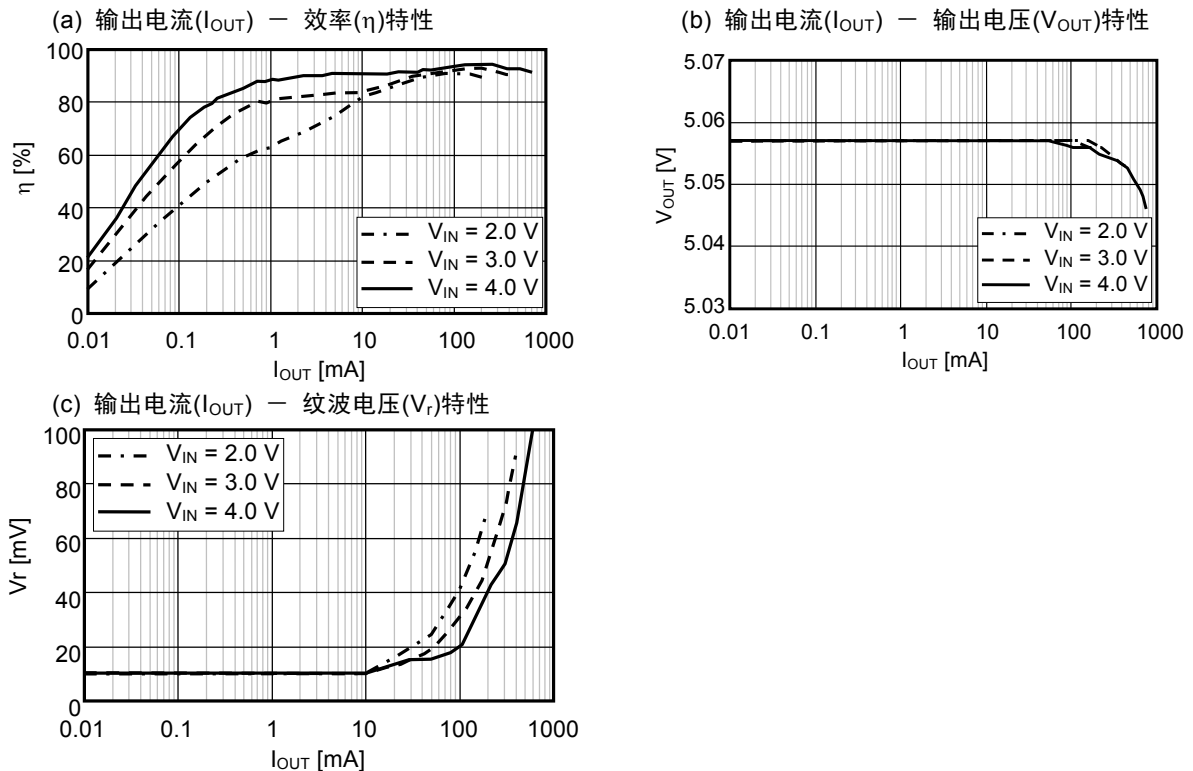 (a) 输出电流(IOUT) － 效率(η)特性
100
80
60
40
20
0
η [%]
VIN = 2.0 V
VIN = 3.0 V
VIN = 4.0 V
0.01 0.1 1 10 100 1000
IOUT [mA]
(b) 输出电流(IOUT) － 输出电压(VOUT)特性
5.07
5.06
5.05
5.04
5.03
VOUT [V]
VIN = 2.0 V
VIN = 3.0 V
VIN = 4.0 V
0.01 0.1 1 10 100 1000
IOUT [mA]
(c) 输出电流(IOUT) － 纹波电压(Vr)特性
100
80
60
40
20
0
Vr [mV]
VIN = 2.0 V
VIN = 3.0 V
VIN = 4.0 V
0.01 0.1 1 10 100 1000
IOUT [mA]